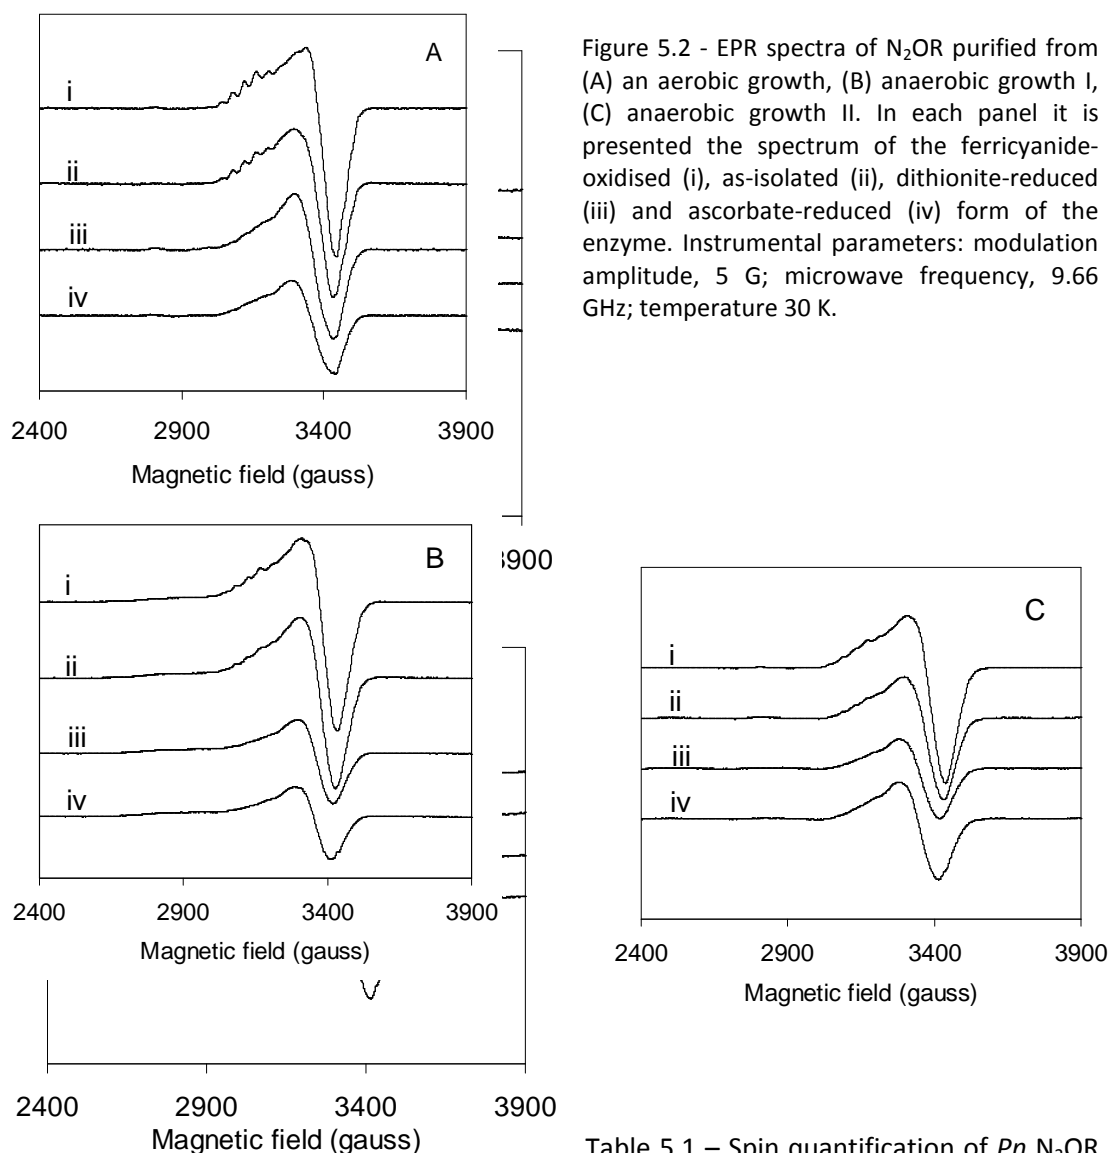 A
i
ii
iii
iv
2400 2900 3400 3900
Magnetic field (gauss)
Figure 5.2 - EPR spectra of N₂OR purified from
(A) an aerobic growth, (B) anaerobic growth I,
(C) anaerobic growth II. In each panel it is
presented the spectrum of the ferricyanide-
oxidised (i), as-isolated (ii), dithionite-reduced
(iii) and ascorbate-reduced (iv) form of the
enzyme. Instrumental parameters: modulation
amplitude, 5 G; microwave frequency, 9.66
GHz; temperature 30 K.
B
i
ii
iii
iv
2400 2900 3400 3900
Magnetic field (gauss)
3900
C
i
ii
iii
iv
2400 2900 3400 3900
Magnetic field (gauss)
2400 2900 3400 3900
Magnetic field (gauss)
Table 5.1 – Spin quantification of Pn N₂OR